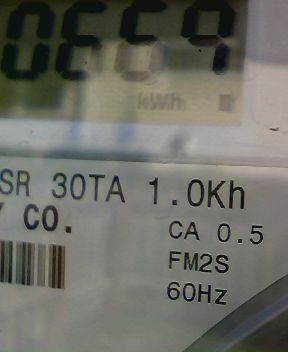 kWh
SR 30TA 1.0Kh
Y CO.
CA 0.5
FM2S
60Hz